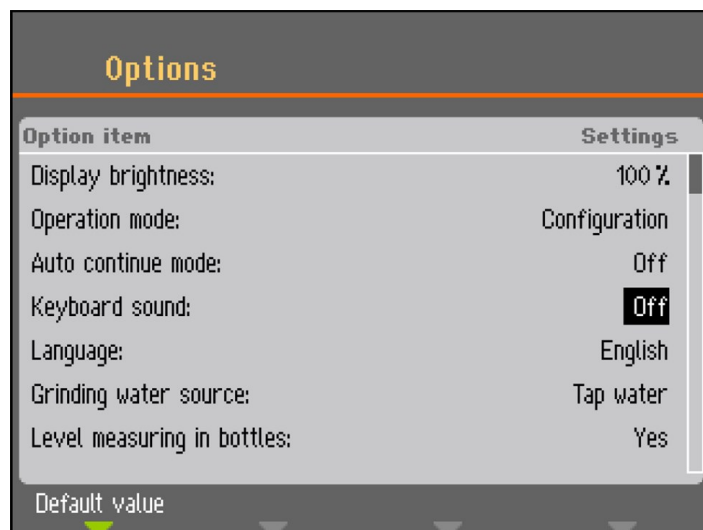 Options
Option item Settings
Display brightness: 100 %
Operation mode: Configuration
Auto continue mode: Off
Keyboard sound: Off
Language: English
Grinding water source: Tap water
Level measuring in bottles: Yes
Default value